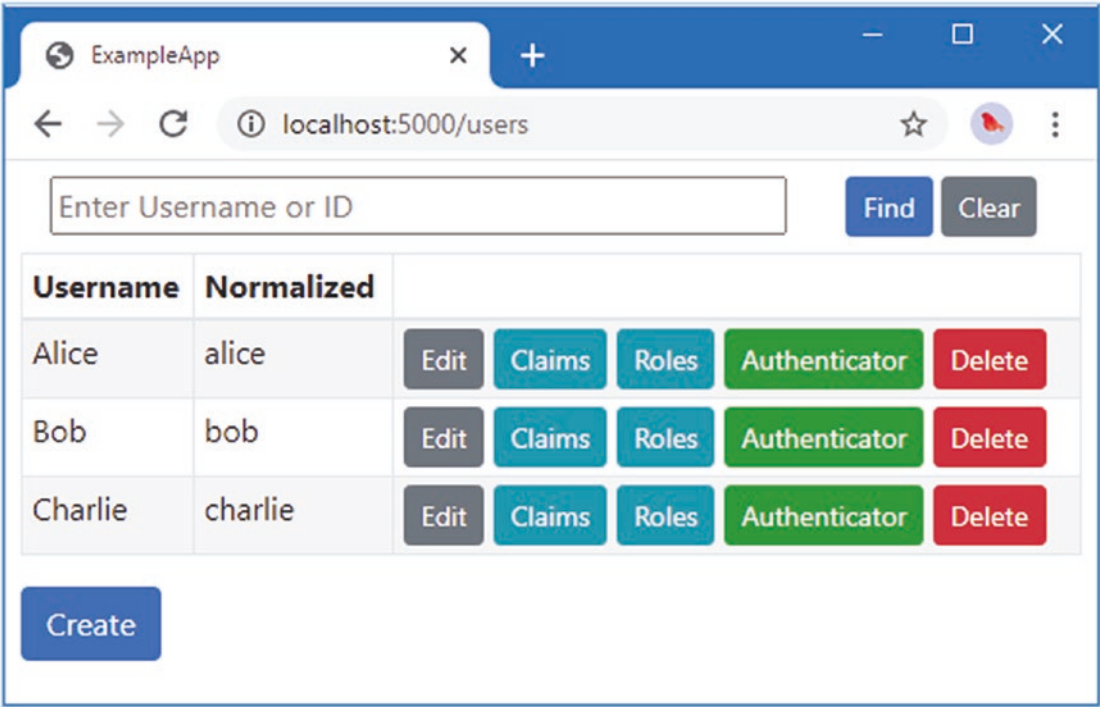 ExampleApp
localhost:5000/users
Enter Username or ID Find Clear
Username Normalized
Alice alice Edit Claims Roles Authenticator Delete
Bob bob Edit Claims Roles Authenticator Delete
Charlie charlie Edit Claims Roles Authenticator Delete
Create